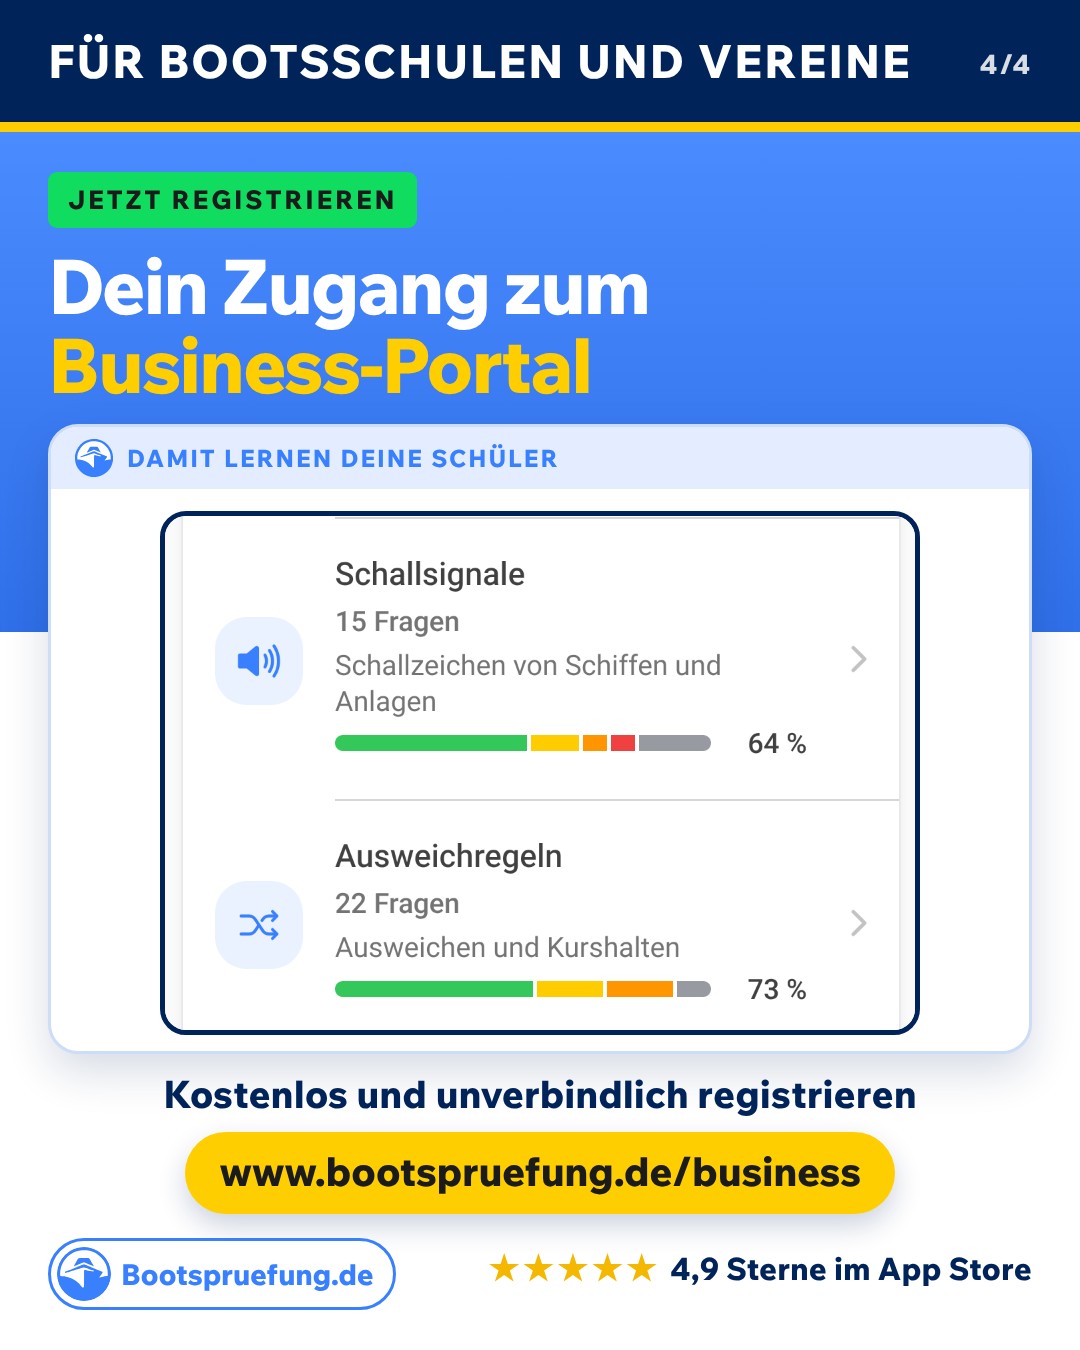 FÜR BOOTSSCHULEN UND VEREINE
4/4
JETZT REGISTRIEREN
Dein Zugang zum
Business-Portal
DAMIT LERNEN DEINE SCHÜLER
Schallsignale
15 Fragen
Schallzeichen von Schiffen und
Anlagen
64 %
Ausweichregeln
22 Fragen
Ausweichen und Kurshalten
73 %
Kostenlos und unverbindlich registrieren
www.bootspruefung.de/business
Bootspruefung.de
★★★★★ 4,9 Sterne im App Store